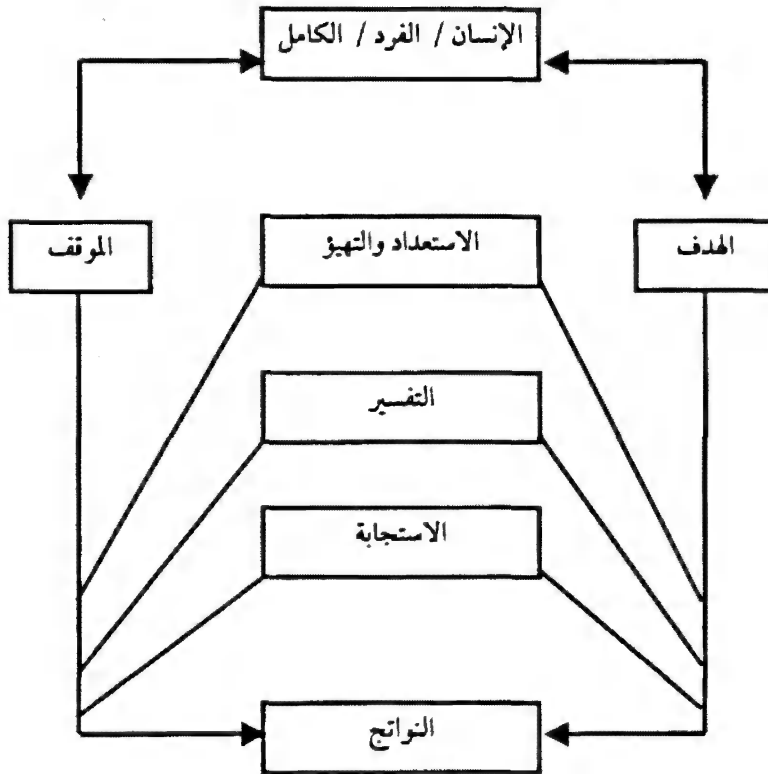 الإنسان / الفرد / الكامل
الهدف
الاستعداد والتهيؤ
الموقف
التفسير
الاستجابة
النواتج